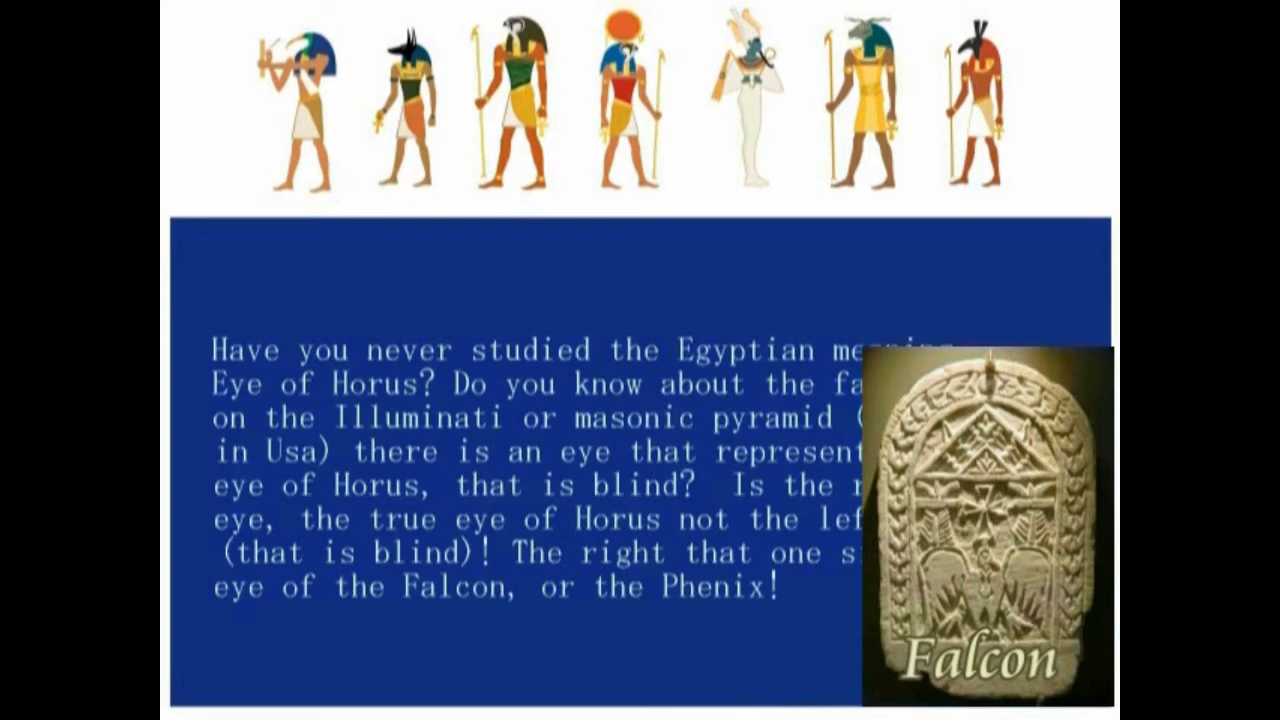 Have you never studied the Egyptian
Eye of Horus? Do you know about the
on the Illuminati or masonic pyramid
in Usa) there is an eye that represent
eye of Horus, that is blind? Is the
eye, the true eye of Horus not the
(that is blind)! The right that one
eye of the Falcon, or the Phenix!
Falcon